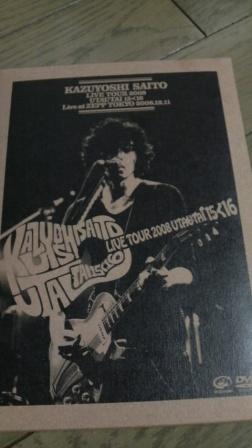 KAZUYOSHI SAITO
LIVE TOUR 2008
UTAUTAI 15<16
Live at ZEPP TOKYO 2008.12.11
KAZUYOSHI SAITO
LIVE TOUR 2008 UTAUTAI 15<16
DVD